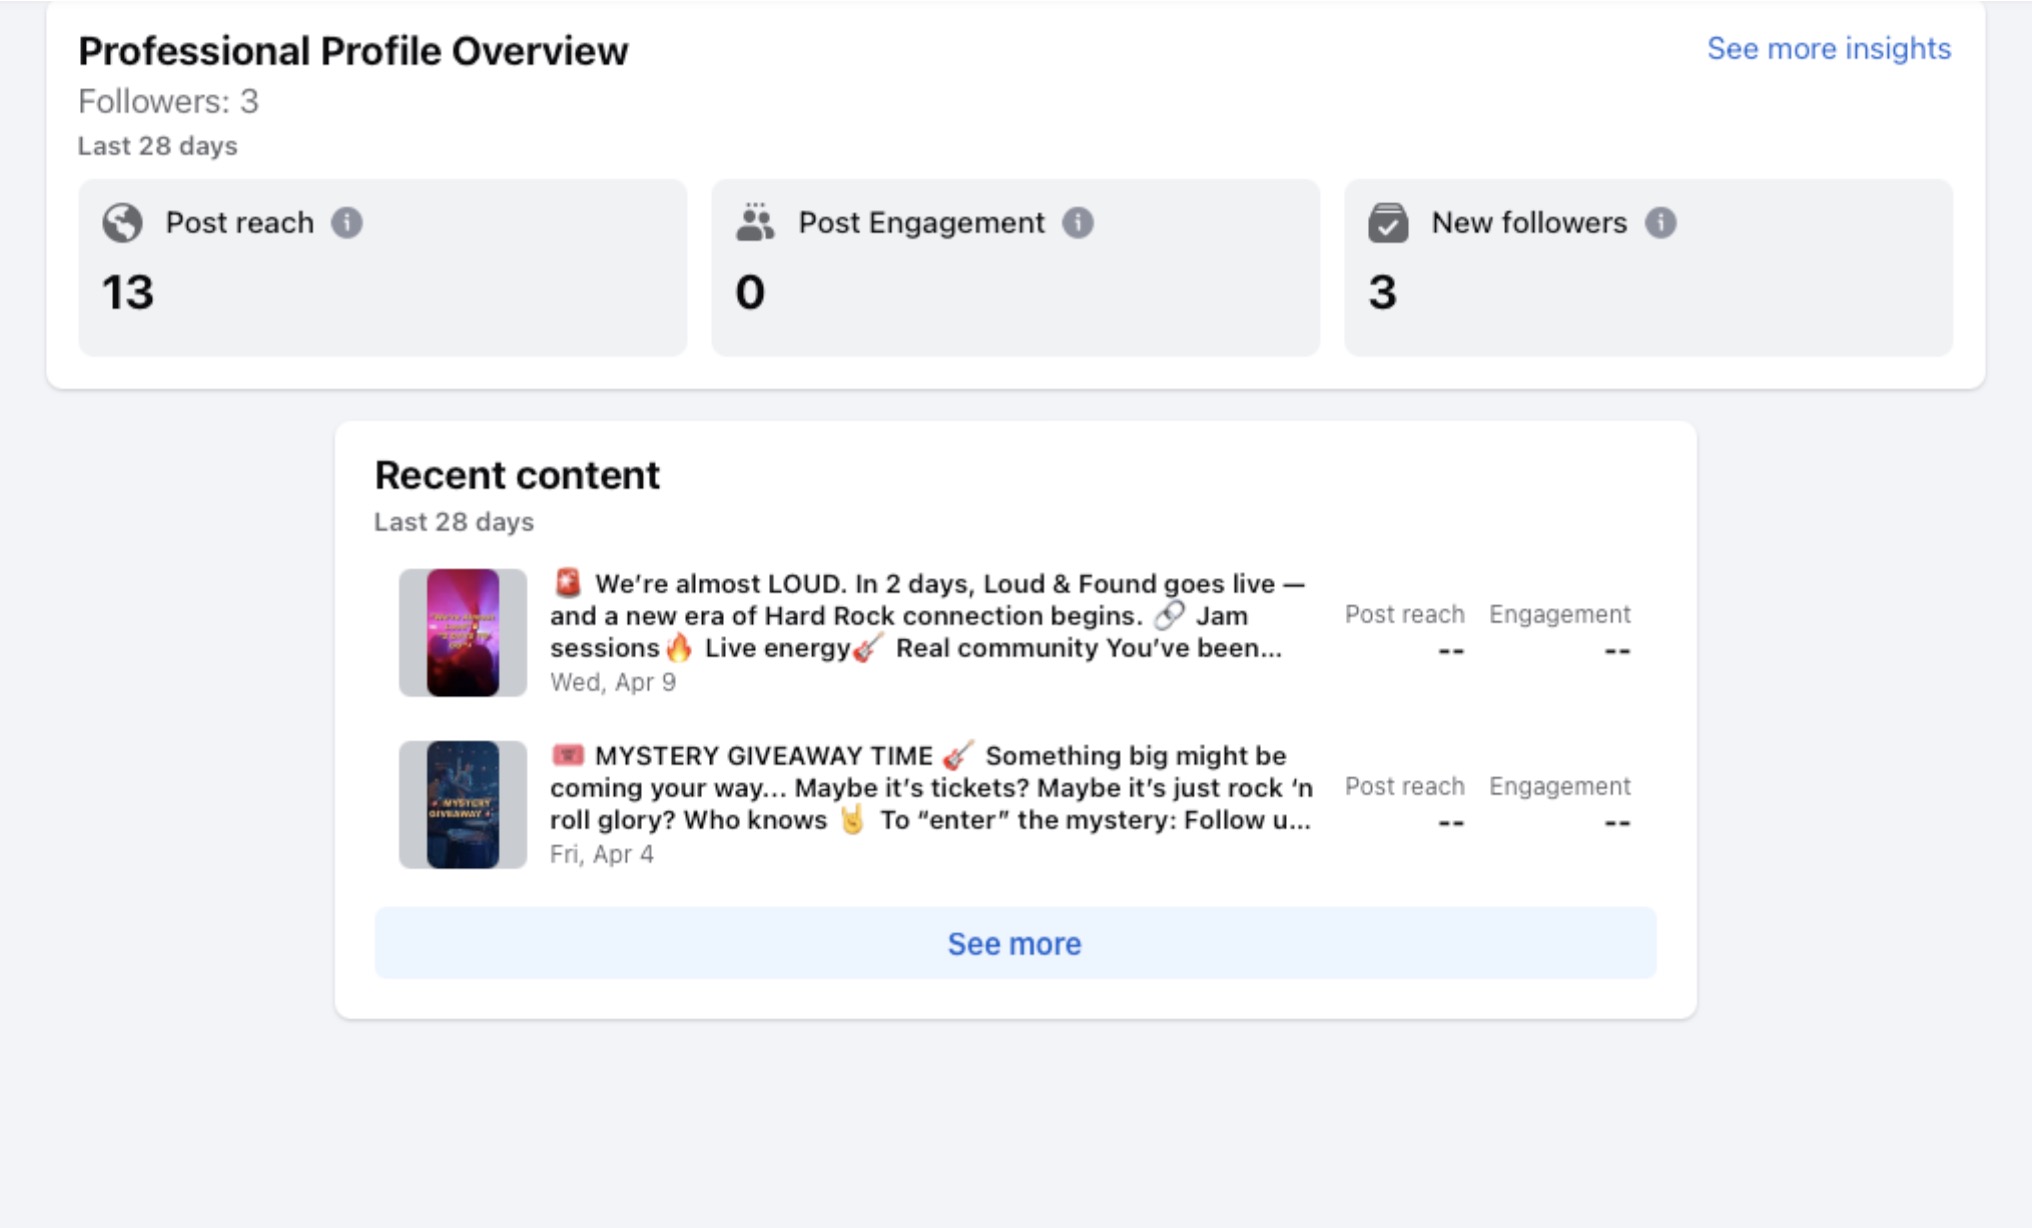 Professional Profile Overview
See more insights
Followers: 3
Last 28 days
Post reach
13
Post Engagement
0
New followers
3
Recent content
Last 28 days
🚨 We’re almost LOUD. In 2 days, Loud & Found goes live —
and a new era of Hard Rock connection begins. 🔗 Jam
sessions🔥 Live energy🎸 Real community You’ve been...
Wed, Apr 9
Post reach Engagement
-- --
🎟️ MYSTERY GIVEAWAY TIME 🎸 Something big might be
coming your way... Maybe it’s tickets? Maybe it’s just rock ‘n
roll glory? Who knows 🤘 To “enter” the mystery: Follow u...
Fri, Apr 4
Post reach Engagement
-- --
MYSTERY
GIVEAWAY
See more